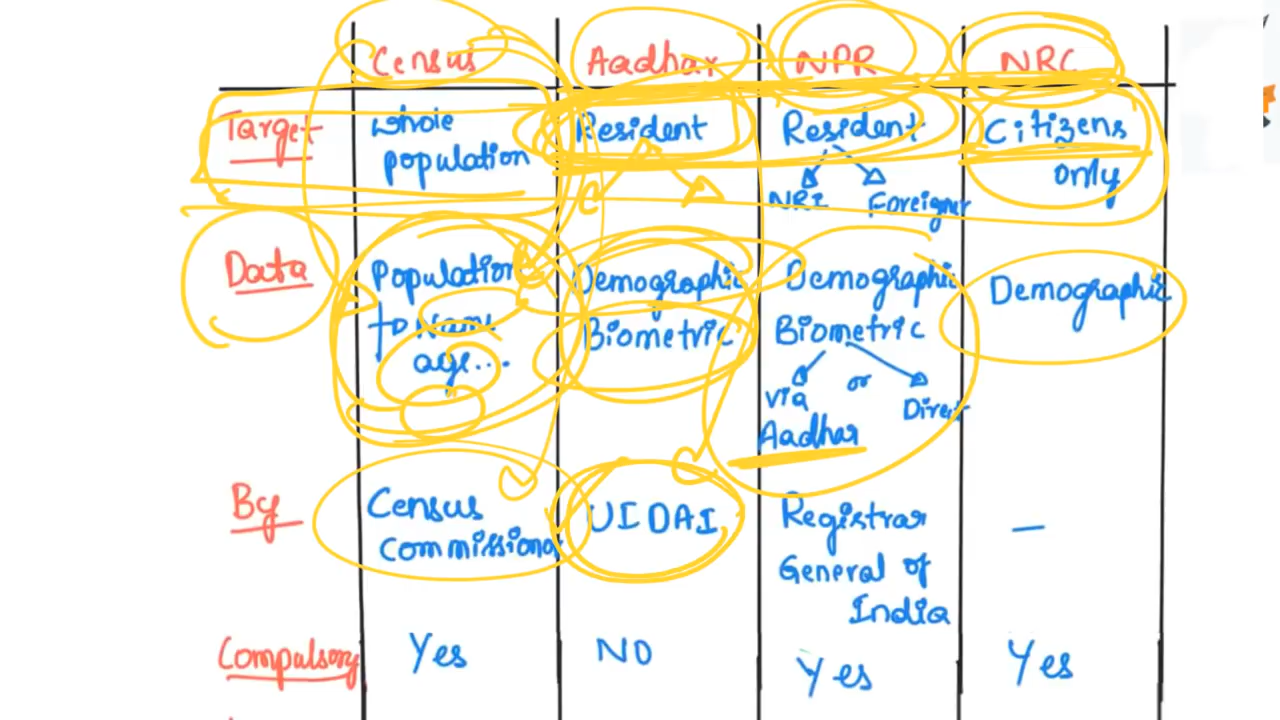 Census Aadhar NPR NRC
Target whole population Resident Resident Citizens only
NRI Foreigner
Data Population Demographic Demographic Demographic
Name Biometric Biometric
age...
via or Direct
Aadhar
By Census Commissioner UIDAI Registrar General of India —
Compulsory Yes NO Yes Yes